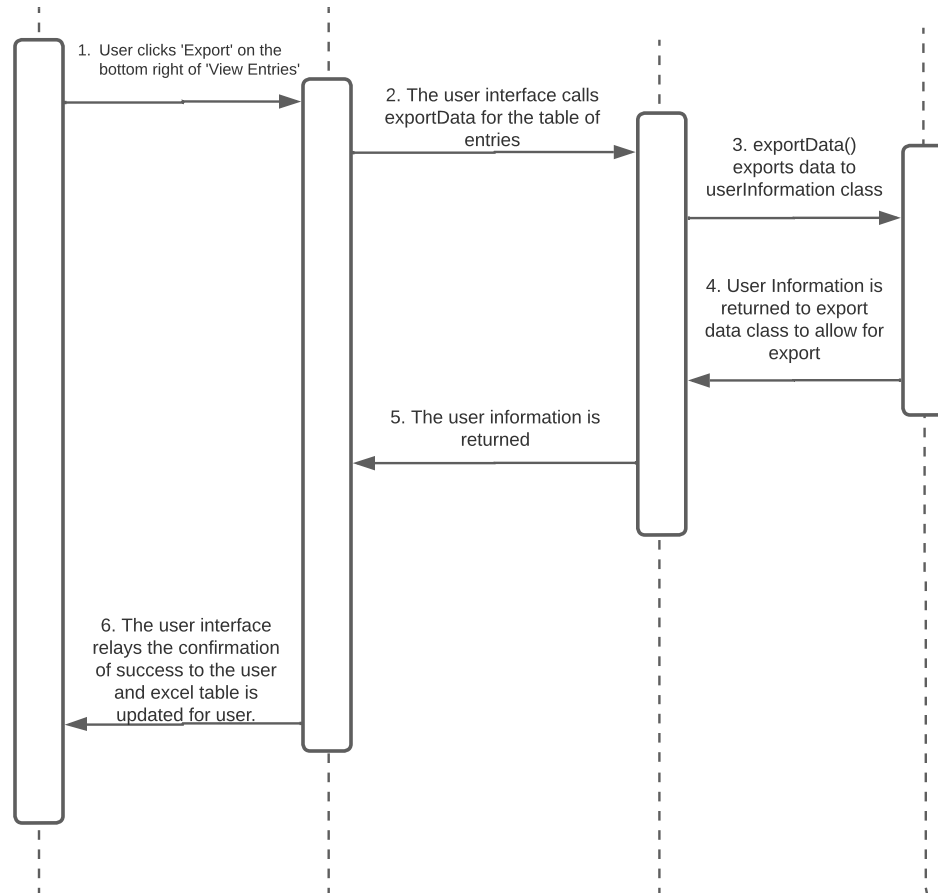 1. User clicks 'Export' on the
bottom right of 'View Entries'
2. The user interface calls
exportData for the table of
entries
3. exportData()
exports data to
userInformation class
4. User Information is
returned to export
data class to allow for
export
5. The user information is
returned
6. The user interface
relays the confirmation
of success to the user
and excel table is
updated for user.